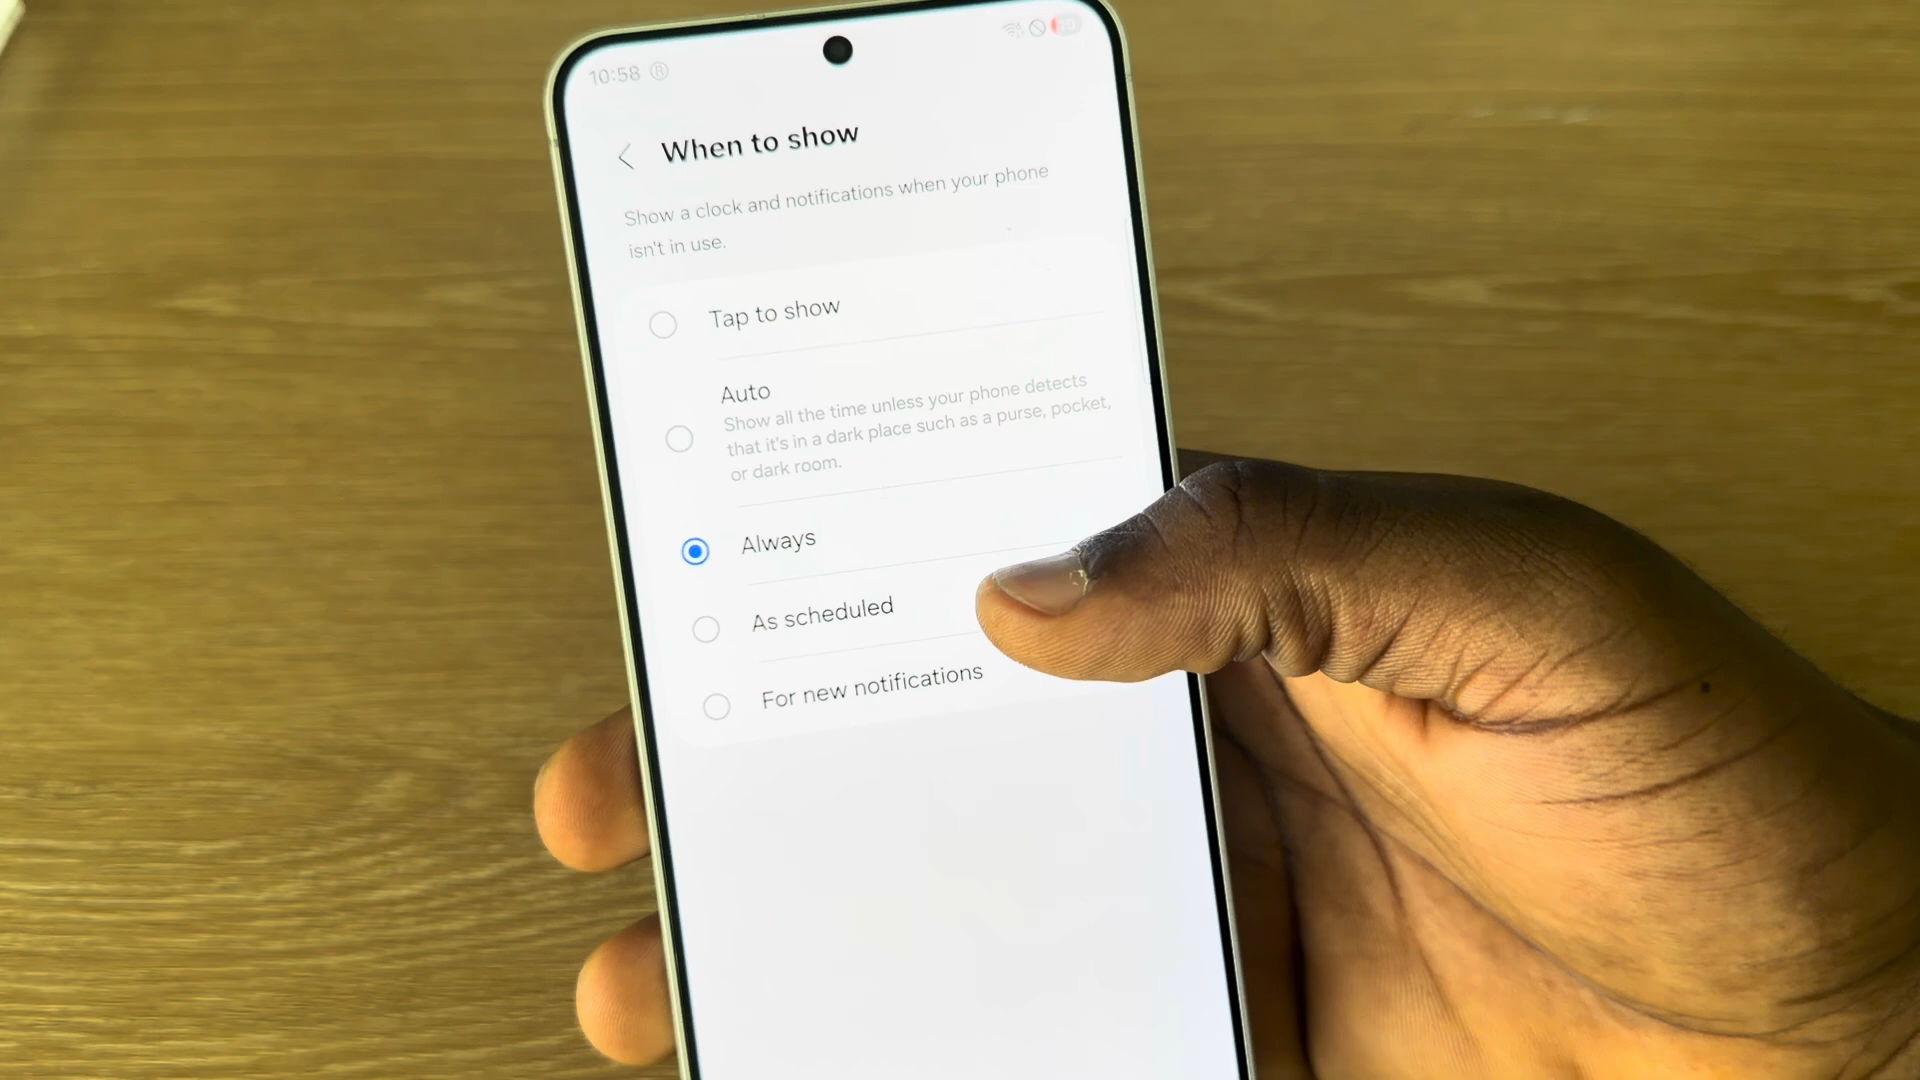 10:58 R
When to show
Show a clock and notifications when your phone
isn't in use.
Tap to show
Auto
Show all the time unless your phone detects
that it's in a dark place such as a purse, pocket,
or dark room.
Always
As scheduled
For new notifications